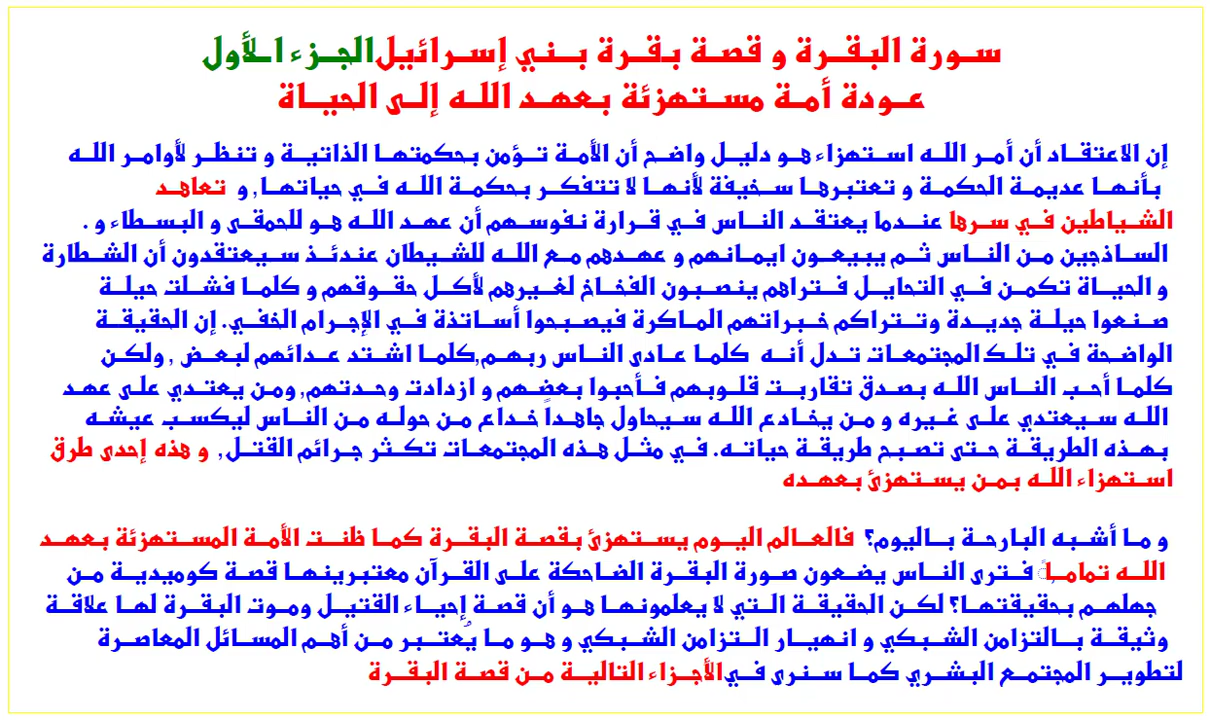 سورة البقرة و قصة بقرة بني إسرائيل الجزء الأول
عودة أمة مستهزئة بعهد الله إلى الحياة
إن الاعتقاد أن أمر الله استهزاء هو دليل واضح أن الأمة تؤمن بحكمتها الذاتية و تنظر لأوامر الله
بأنها عديمة الحكمة و تعتبرها سخيفة لأنها لا تتفكر بحكمة الله في حياتها, و تعاهد
الشياطين في سرها عندما يعتقد الناس في قرارة نفوسهم أن عهد الله هو للحمقى و البسطاء و .
الساذجين من الناس ثم يبيعون ايمانهم و عهدهم مع الله للشيطان عندئذ سيعتقدون أن الشطارة
و الحياة تكمن في التحايل فتراهم ينصبون الفخاخ لغيرهم لأكل حقوقهم و كلما فشلت حيلة
صنعوا حيلة جديدة وتتراكم خبراتهم الماكرة فيصبحوا أساتذة في الإجرام الخفي. إن الحقيقة
الواضحة في تلك المجتمعات تدل أنه كلما عادى الناس ربهم,كلما اشتد عدائهم لبعض , ولكن
كلما أحب الناس الله بصدق تقاربت قلوبهم فأحبوا بعضهم و ازدادت وحدتهم, ومن يعتدي على عهد
الله سيعتدي على غيره و من يخادع الله سيحاول جاهداً خداع من حوله من الناس ليكسب عيشه
بهذه الطريقة حتى تصبح طريقة حياته. في مثل هذه المجتمعات تكثر جرائم القتل, و هذه إحدى طرق
استهزاء الله بمن يستهزئ بعهده
و ما أشبه البارحة باليوم؟ فالعالم اليوم يستهزئ بقصة البقرة كما ظنت الأمة المستهزئة بعهد
الله تماماً, فترى الناس يضعون صورة البقرة الضاحكة على القرآن معتبرينها قصة كوميدية من
جهلهم بحقيقتها؟ لكن الحقيقة التي لا يعلمونها هو أن قصة إحياء القتيل وموت البقرة لها علاقة
وثيقة بالتزامن الشبكي و انهيار التزامن الشبكي و هو ما يُعتبر من أهم المسائل المعاصرة
لتطوير المجتمع البشري كما سنرى في الأجزاء التالية من قصة البقرة